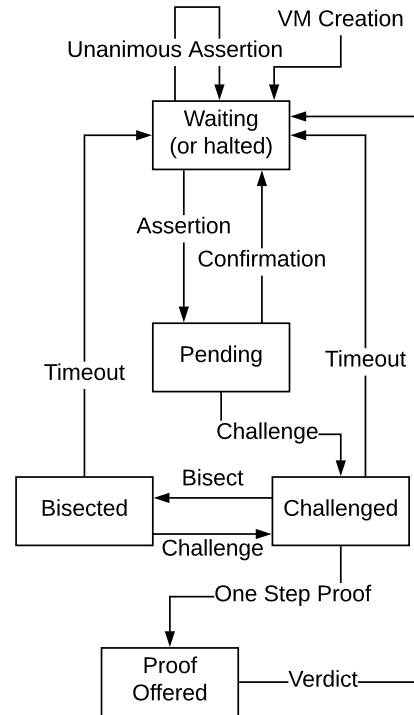 VM Creation
Unanimous Assertion
Waiting
(or halted)
Assertion
Confirmation
Pending
Timeout
Timeout
Challenge
Bisect
Bisected
Challenged
Challenge
One Step Proof
Proof
Offered
Verdict